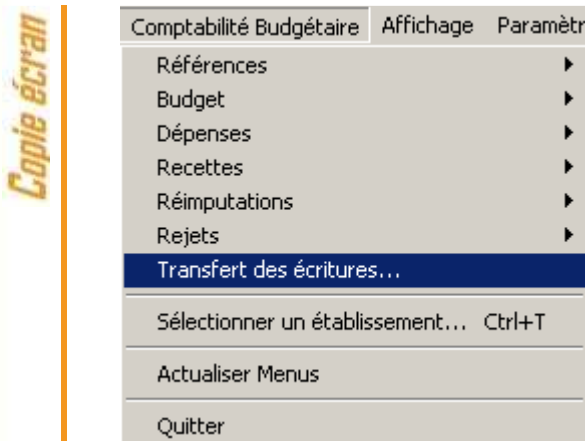 Copie écran
Comptabilité Budgétaire Affichage Paramètr
Références
Budget
Dépenses
Recettes
Réimputations
Rejets
Transfert des écritures...
Sélectionner un établissement... Ctrl+T
Actualiser Menus
Quitter